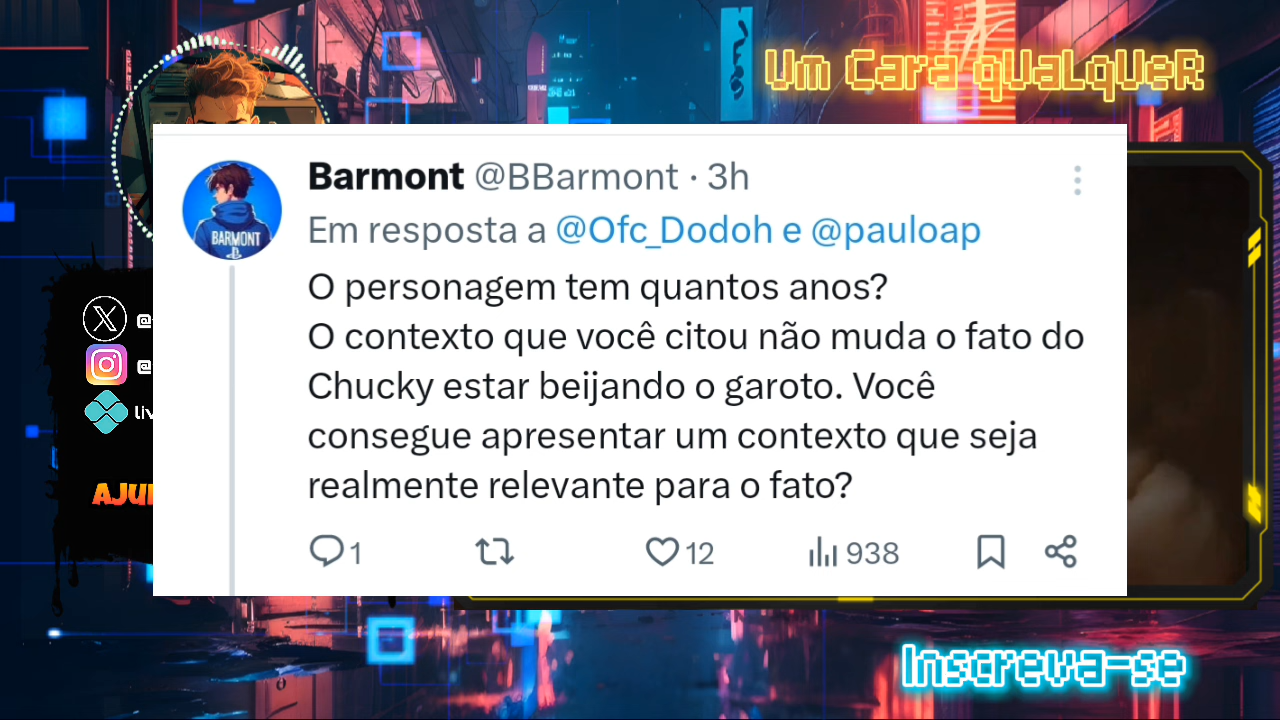 Um Cara qUaLqUeR
Barmont @BBarmont · 3h
Em resposta a @Ofc_Dodoh e @pauloap
BARMONT
O personagem tem quantos anos?
O contexto que você citou não muda o fato do
Chucky estar beijando o garoto. Você
consegue apresentar um contexto que seja
realmente relevante para o fato?
1
12
938
@
@
liv
AJU
Inscreva-se